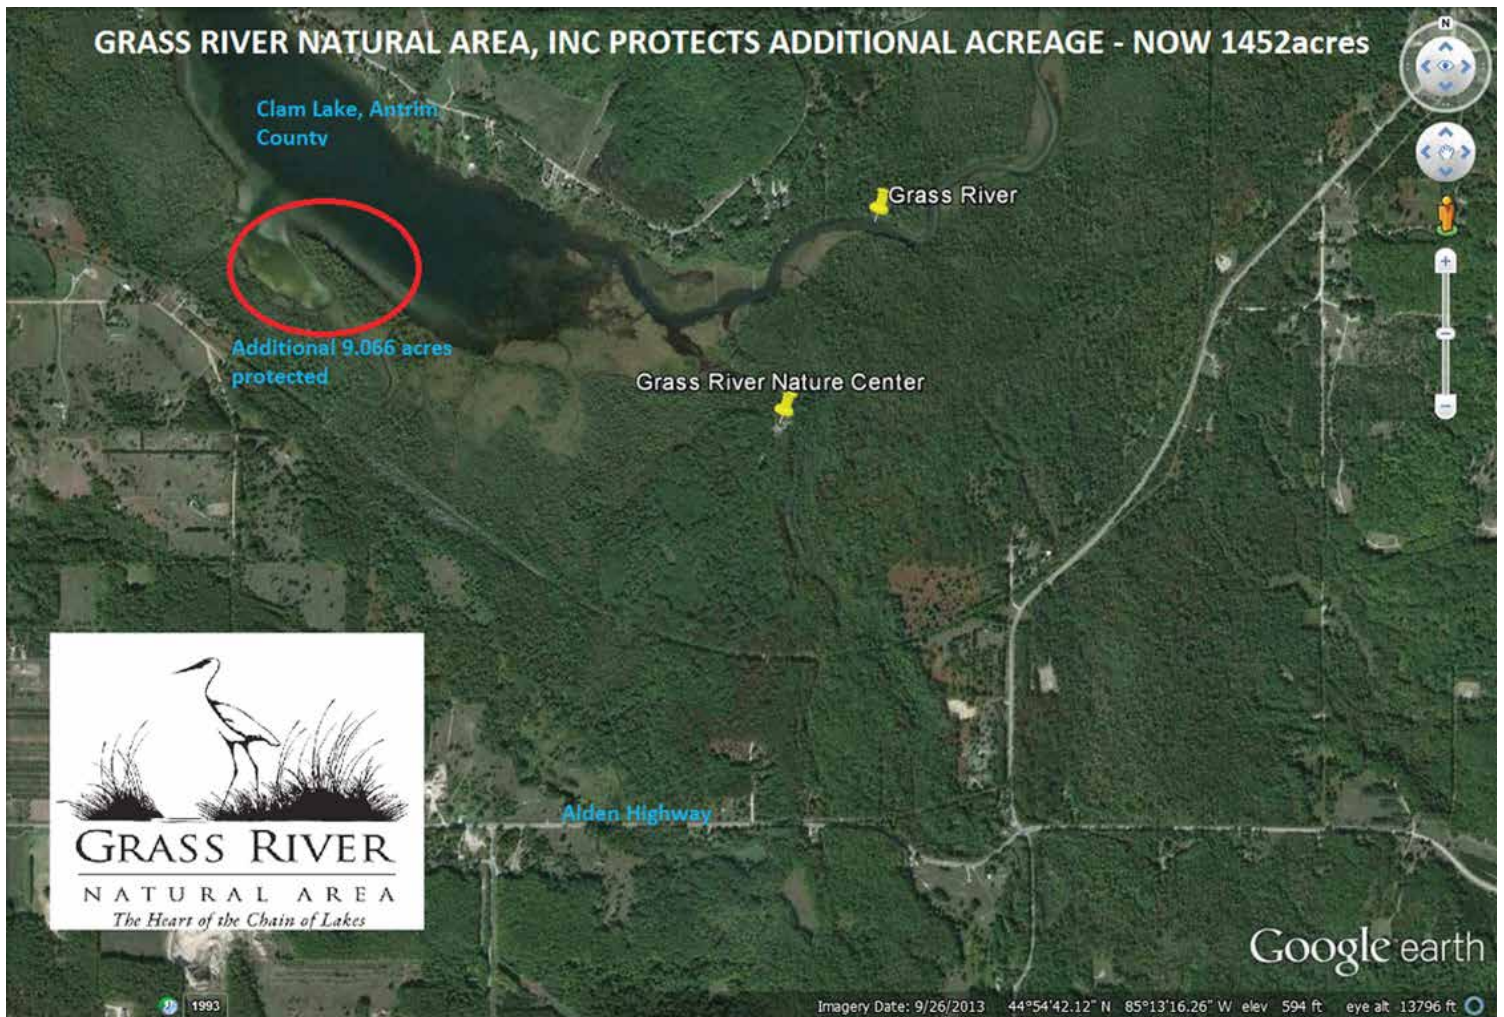 GRASS RIVER NATURAL AREA, INC PROTECTS ADDITIONAL ACREAGE - NOW 1452acres
N
Clam Lake, Antrim
County
Grass River
Additional 9.066 acres
protected
Grass River Nature Center
Alden Highway
GRASS RIVER
NATURAL AREA
The Heart of the Chain of Lakes
Google earth
1993
Imagery Date: 9/26/2013 44°54'42.12" N 85°13'16.26" W elev 594 ft eye alt 13796 ft